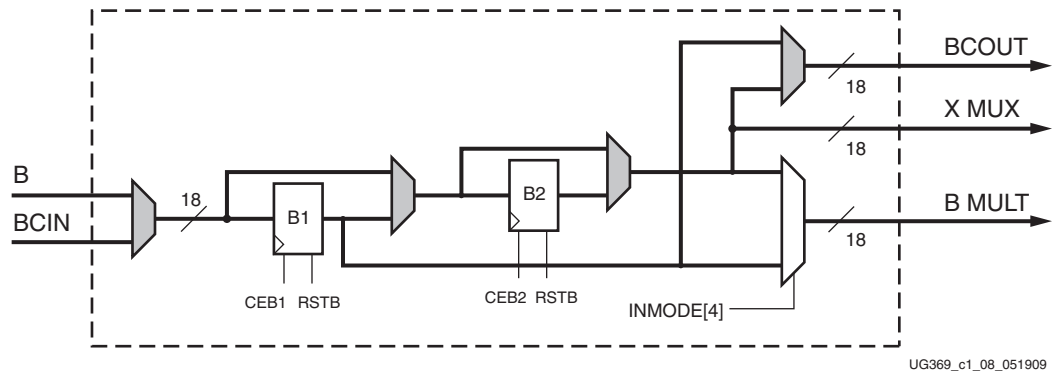 BCOUT
18
X MUX
18
B
18
B1
B2
BCIN
B MULT
18
CEB1 RSTB
CEB2 RSTB
INMODE[4]
UG369_c1_08_051909